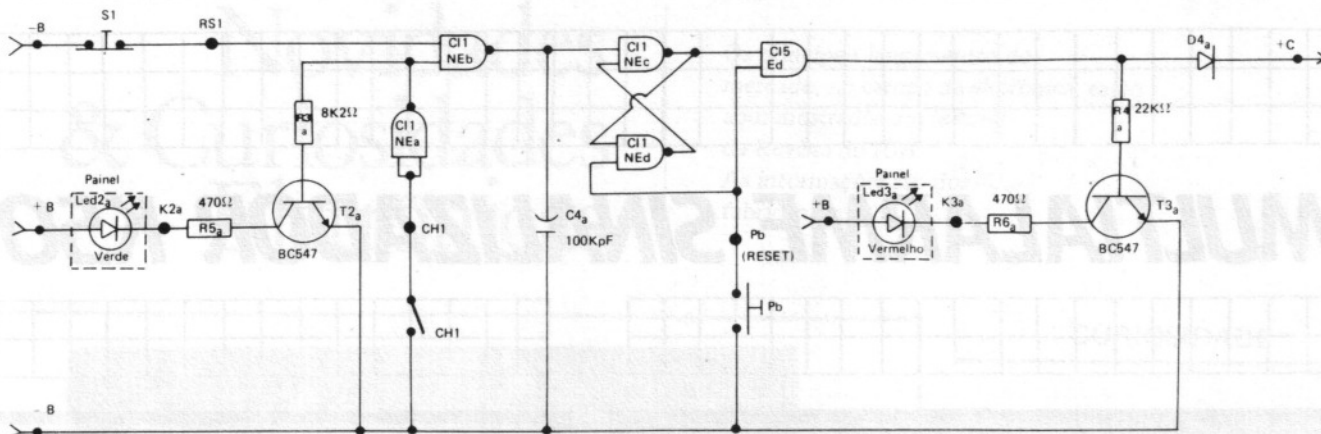 -B
S1
RS1
CI1
NEb
CI1
NEc
CI5
Ed
D4a
+C
R3
a
8K2Ω
CI1
NEa
CI1
NEd
R4
a
22KΩ
Painel
Led2a
+B
K2a
470Ω
R5a
T2a
Verde
BC547
CH1
C4a
100KpF
Pb
(RESET)
Painel
Led3a
+B
K3a
470Ω
R6a
T3a
Vermelho
BC547
CH1
Pb
B